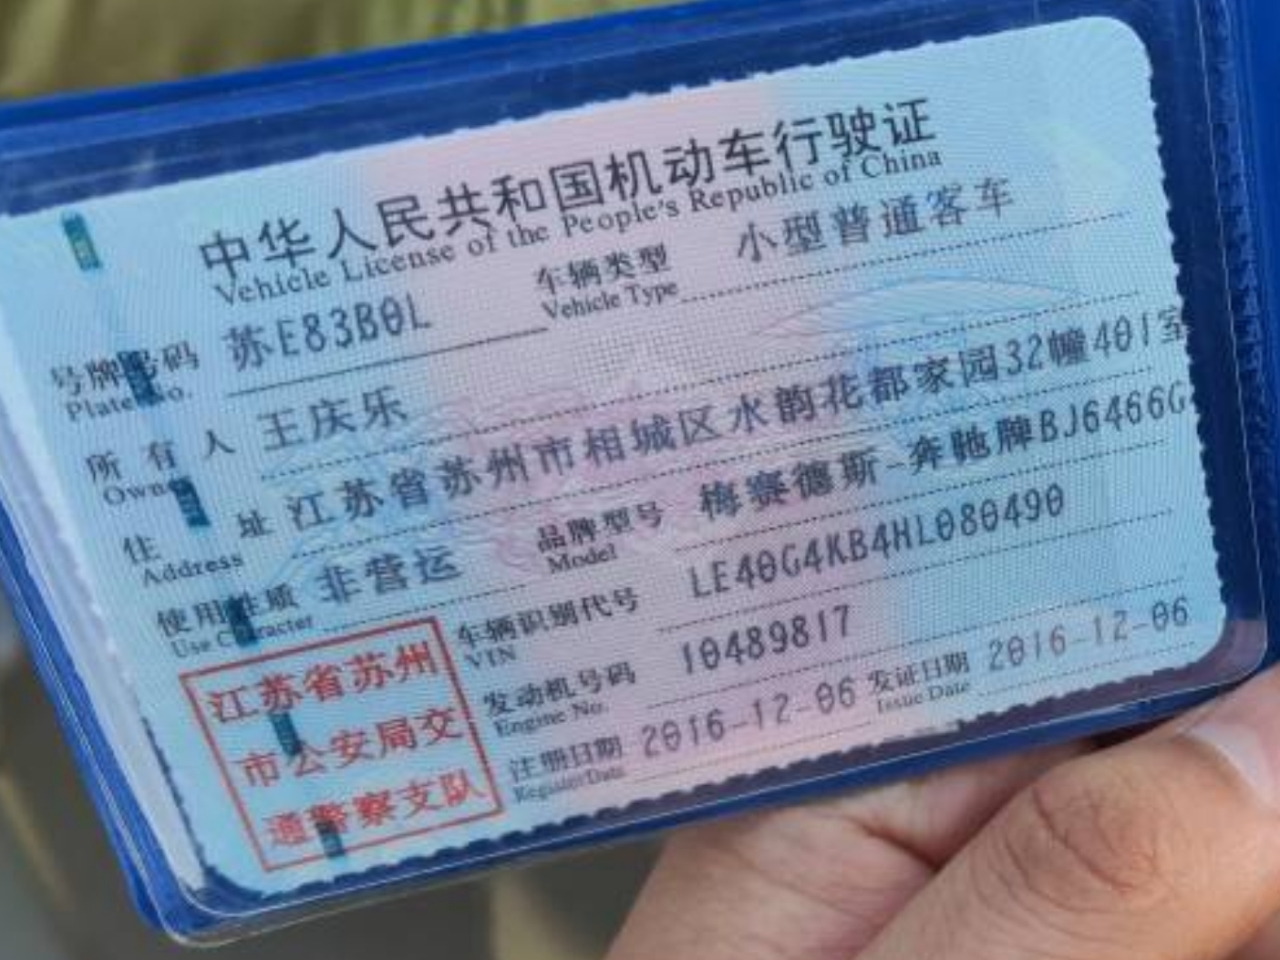 中华人民共和国机动车行驶证
Vehicle License of the People's Republic of China
号牌号码 苏E83B0L 车辆类型 小型普通客车
Plate No. Vehicle Type
所有人 王庆乐
Owner
住址 江苏省苏州市相城区水韵花都家园32幢401室
Address
使用性质 非营运 品牌型号 梅赛德斯-奔驰牌BJ6466G
Use Character Model
车辆识别代号 LE40G4KB4HL080490
VIN
发动机号码 10489817
Engine No.
注册日期 2016-12-06 发证日期 2016-12-06
Register Date Issue Date
江苏省苏州
市公安局交
通警察支队